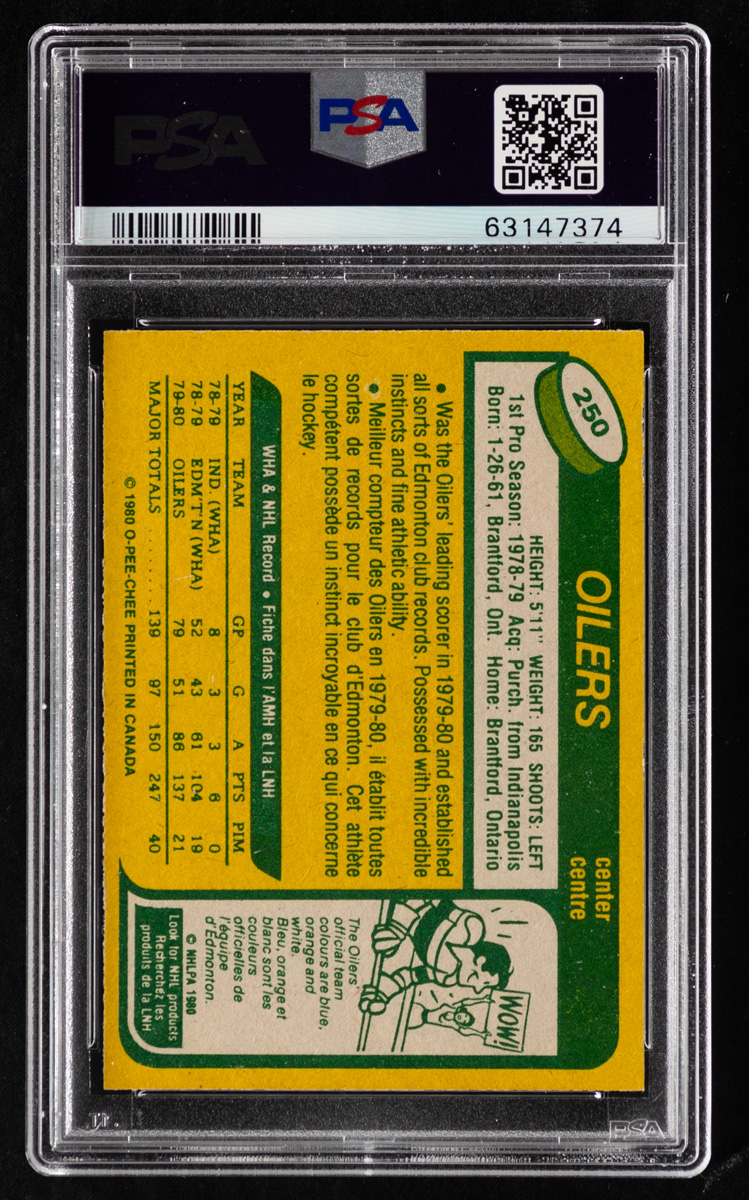 PSA
PSA
63147374
250
OILERS
center
centre
HEIGHT: 5'11" WEIGHT: 165 SHOOTS: LEFT
1st Pro Season: 1978-79 Acq: Purch. from Indianapolis
Born: 1-26-61, Brantford, Ont. Home: Brantford, Ontario
• Was the Oilers' leading scorer in 1979-80 and established
all sorts of Edmonton club records. Possessed with incredible
instincts and fine athletic ability.
• Meilleur compteur des Oilers en 1979-80, il établit toutes
sortes de records pour le club d'Edmonton. Cet athlète
compétent possède un instinct incroyable en ce qui concerne
le hockey.
WHA & NHL Record • Fiche dans l'AMH et la LNH
YEAR TEAM GP G A PTS PIM
78-79 IND. (WHA) 8 3 3 6 0
78-79 EDM'T'N (WHA) 52 43 61 104 19
79-80 OILERS 79 51 86 137 21
MAJOR TOTALS ........ 139 97 150 247 40
© 1980 O-PEE-CHEE PRINTED IN CANADA
WOW!
The Oilers'
official team
colours are blue,
orange and
white.
Bleu, orange et
blanc sont les
couleurs
officielles de
l'équipe
d'Edmonton.
© NHLPA 1980
Look for NHL products
Recherchez les
produits de la LNH
PSA